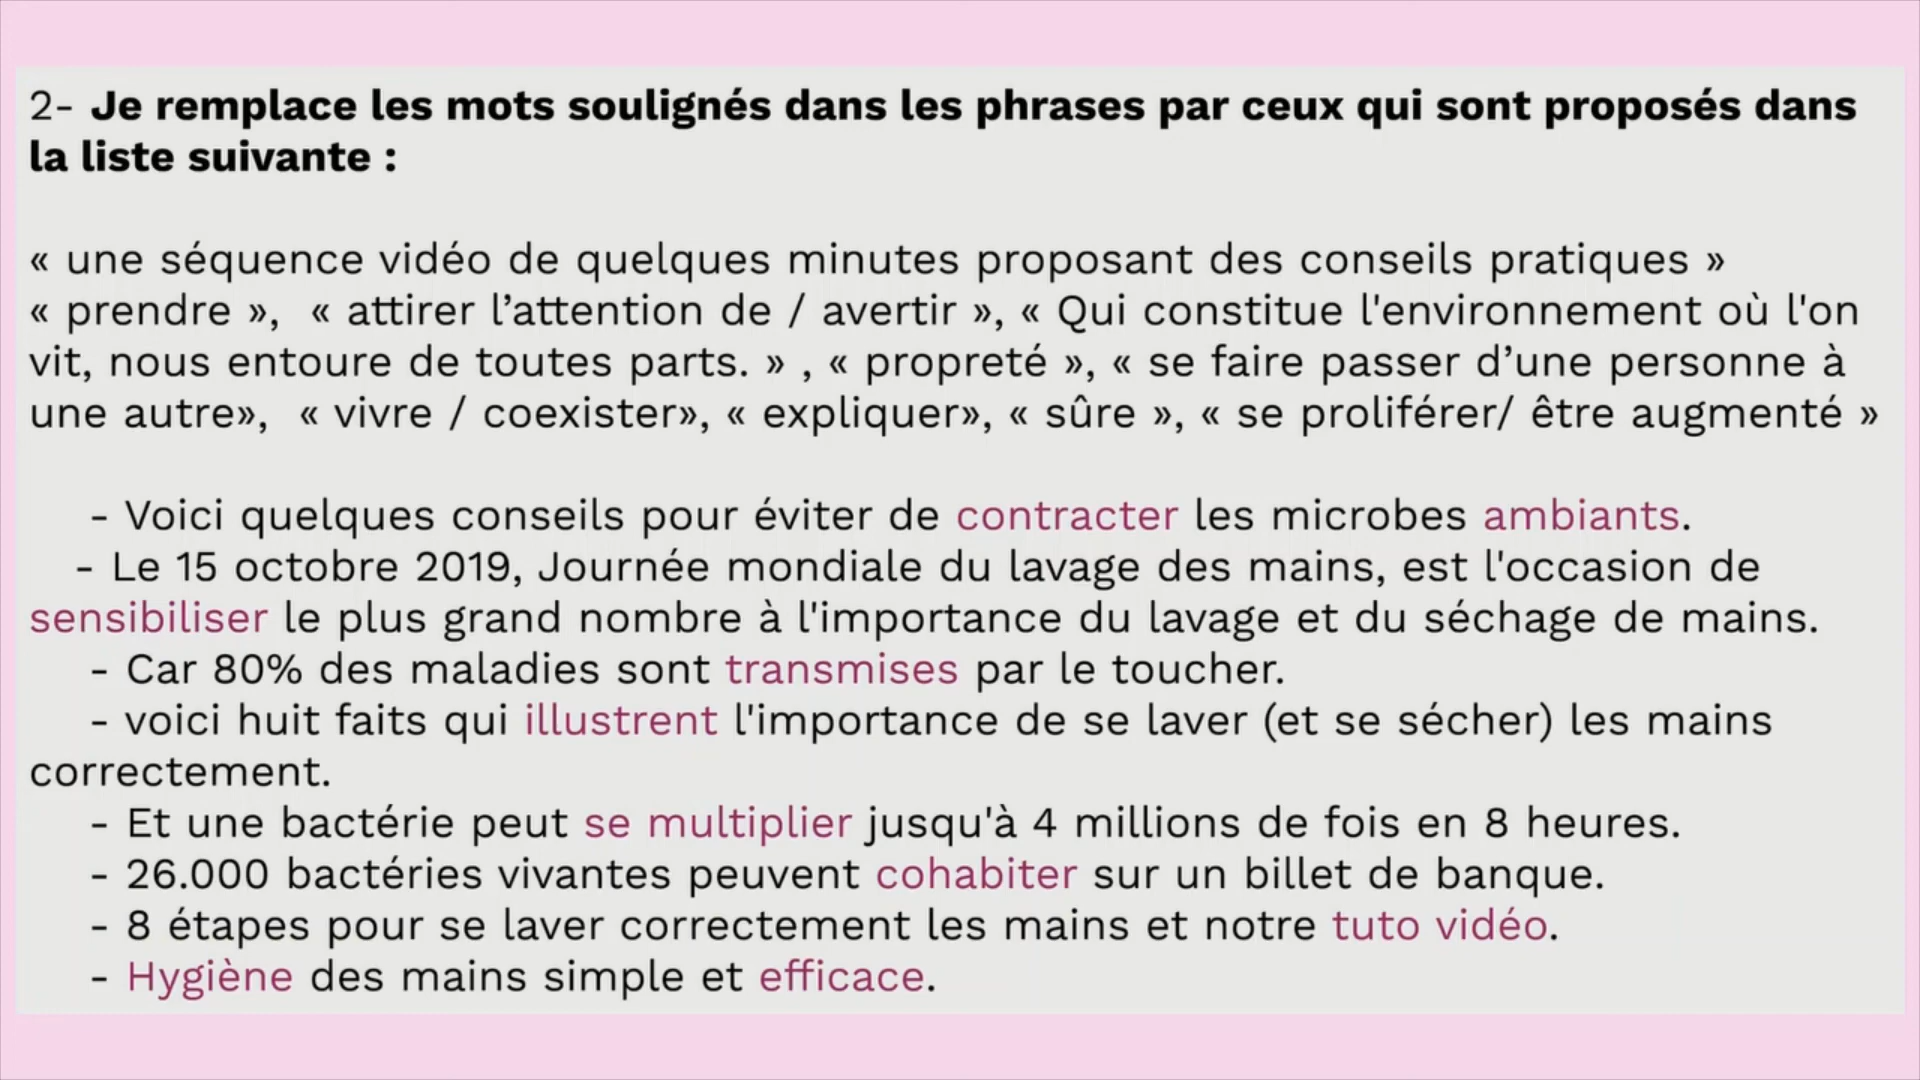 2- Je remplace les mots soulignés dans les phrases par ceux qui sont proposés dans
la liste suivante :
« une séquence vidéo de quelques minutes proposant des conseils pratiques »
« prendre », « attirer l’attention de / avertir », « Qui constitue l'environnement où l'on
vit, nous entoure de toutes parts. » , « propreté », « se faire passer d’une personne à
une autre», « vivre / coexister», « expliquer», « sûre », « se proliférer/ être augmenté »
- Voici quelques conseils pour éviter de contracter les microbes ambiants.
- Le 15 octobre 2019, Journée mondiale du lavage des mains, est l'occasion de
sensibiliser le plus grand nombre à l'importance du lavage et du séchage de mains.
- Car 80% des maladies sont transmises par le toucher.
- voici huit faits qui illustrent l'importance de se laver (et se sécher) les mains
correctement.
- Et une bactérie peut se multiplier jusqu'à 4 millions de fois en 8 heures.
- 26.000 bactéries vivantes peuvent cohabiter sur un billet de banque.
- 8 étapes pour se laver correctement les mains et notre tuto vidéo.
- Hygiène des mains simple et efficace.